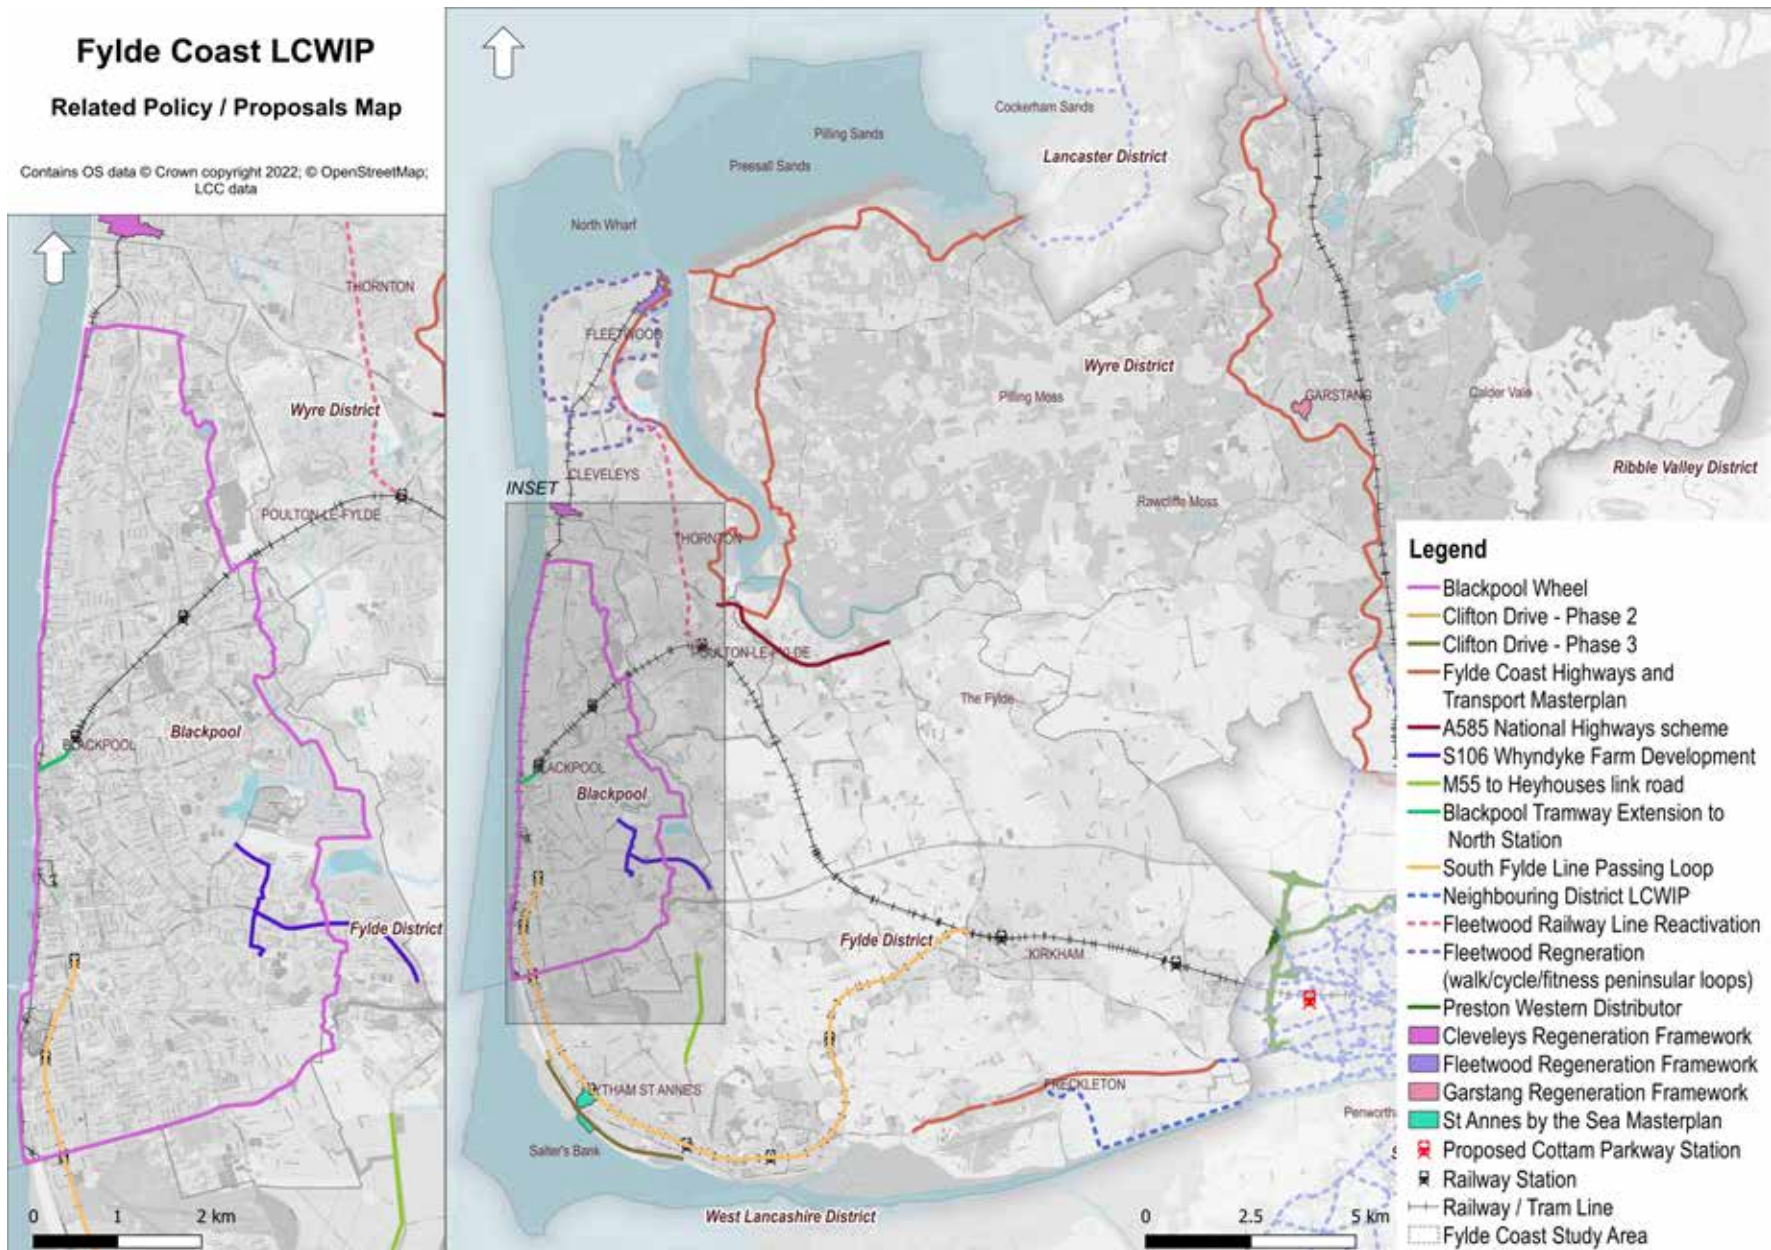 Fylde Coast LCWIP
Related Policy / Proposals Map
Contains OS data © Crown copyright 2022; © OpenStreetMap;
LCC data
THORNTON
Wyre District
POULTON-LE-FYLDE
BLACKPOOL
Blackpool
Fylde District
0 1 2 km
Cockerham Sands
Pilling Sands
Lancaster District
Preesall Sands
North Wharf
FLEETWOOD
Wyre District
Pilling Moss
GARSTANG
Calder Vale
Ribble Valley District
CLEVELEYS
INSET
Rawcliffe Moss
THORNTON
The Fylde
BLACKPOOL
Blackpool
Fylde District
KIRKHAM
LYTHAM ST ANNE'S
FRECKLETON
Salter's Bank
West Lancashire District
0 2.5 5 km
Legend
Blackpool Wheel
Clifton Drive - Phase 2
Clifton Drive - Phase 3
Fylde Coast Highways and
Transport Masterplan
A585 National Highways scheme
S106 Whyndyke Farm Development
M55 to Heyhouses link road
Blackpool Tramway Extension to
North Station
South Fylde Line Passing Loop
Neighbouring District LCWIP
Fleetwood Railway Line Reactivation
Fleetwood Regneration
(walk/cycle/fitness peninsular loops)
Preston Western Distributor
Cleveleys Regeneration Framework
Fleetwood Regeneration Framework
Garstang Regeneration Framework
St Annes by the Sea Masterplan
Proposed Cottam Parkway Station
Railway Station
Railway / Tram Line
Fylde Coast Study Area